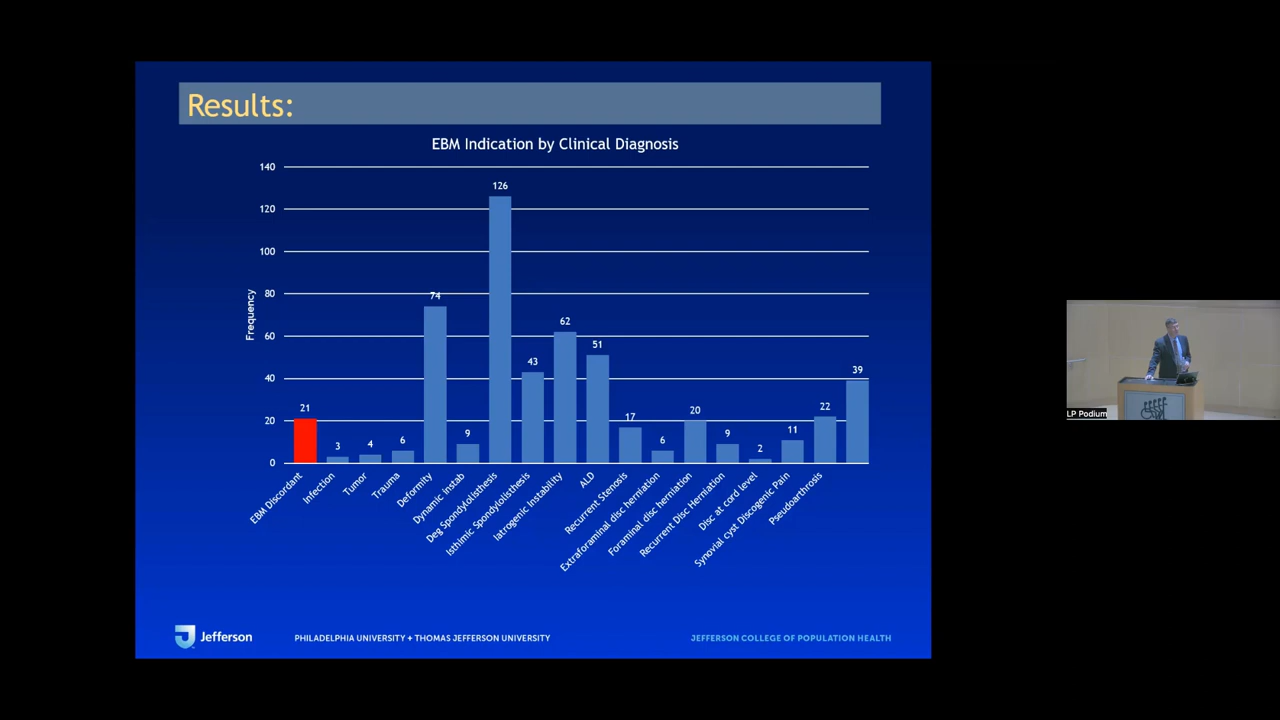 Results:
EBM Indication by Clinical Diagnosis
Frequency
140
120
100
80
60
40
20
0
21
3
4
6
74
9
126
43
62
51
17
6
20
9
2
11
22
39
EBM Discordant
Infection
Tumor
Trauma
Deformity
Dynamic Instab
Deg Spondylolisthesis
Isthimic Spondylolisthesis
Iatrogenic Instability
ALD
Recurrent Stenosis
Extraforaminal disc herniation
Foraminal disc herniation
Recurrent Disc Herniation
Disc at cord level
Synovial cyst Discogenic Pain
Pseudoarthrosis
Jefferson
PHILADELPHIA UNIVERSITY + THOMAS JEFFERSON UNIVERSITY
JEFFERSON COLLEGE OF POPULATION HEALTH
LP Podium